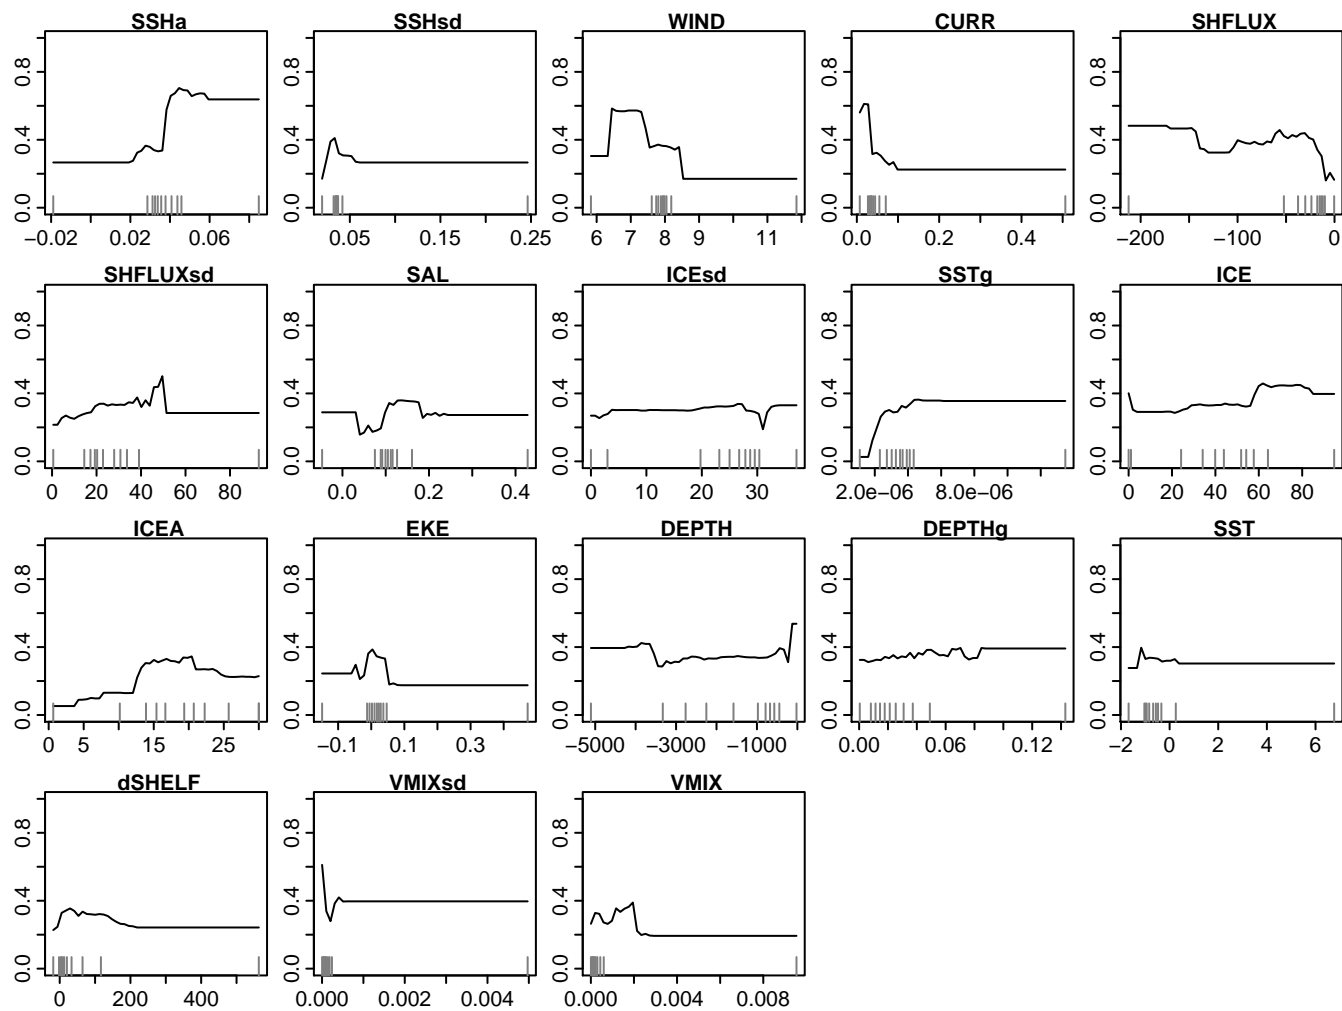 SSHa SSHsd WIND CURR SHFLUX
0.0 0.4 0.8 0.0 0.4 0.8 0.0 0.4 0.8 0.0 0.4 0.8 0.0 0.4 0.8
−0.02 0.02 0.06 0.05 0.15 0.25 6 7 8 9 11 0.0 0.2 0.4 −200 −100 0
SHFLUXsd SAL ICEsd SSTg ICE
0.0 0.4 0.8 0.0 0.4 0.8 0.0 0.4 0.8 0.0 0.4 0.8 0.0 0.4 0.8
0 20 40 60 80 0.0 0.2 0.4 0 10 20 30 2.0e−06 8.0e−06 0 20 40 60 80
ICEA EKE DEPTH DEPTHg SST
0.0 0.4 0.8 0.0 0.4 0.8 0.0 0.4 0.8 0.0 0.4 0.8 0.0 0.4 0.8
0 5 15 25 −0.1 0.1 0.3 −5000 −3000 −1000 0.00 0.06 0.12 −2 0 2 4 6
dSHELF VMIXsd VMIX
0.0 0.4 0.8 0.0 0.4 0.8 0.0 0.4 0.8
0 200 400 0.000 0.002 0.004 0.000 0.004 0.008